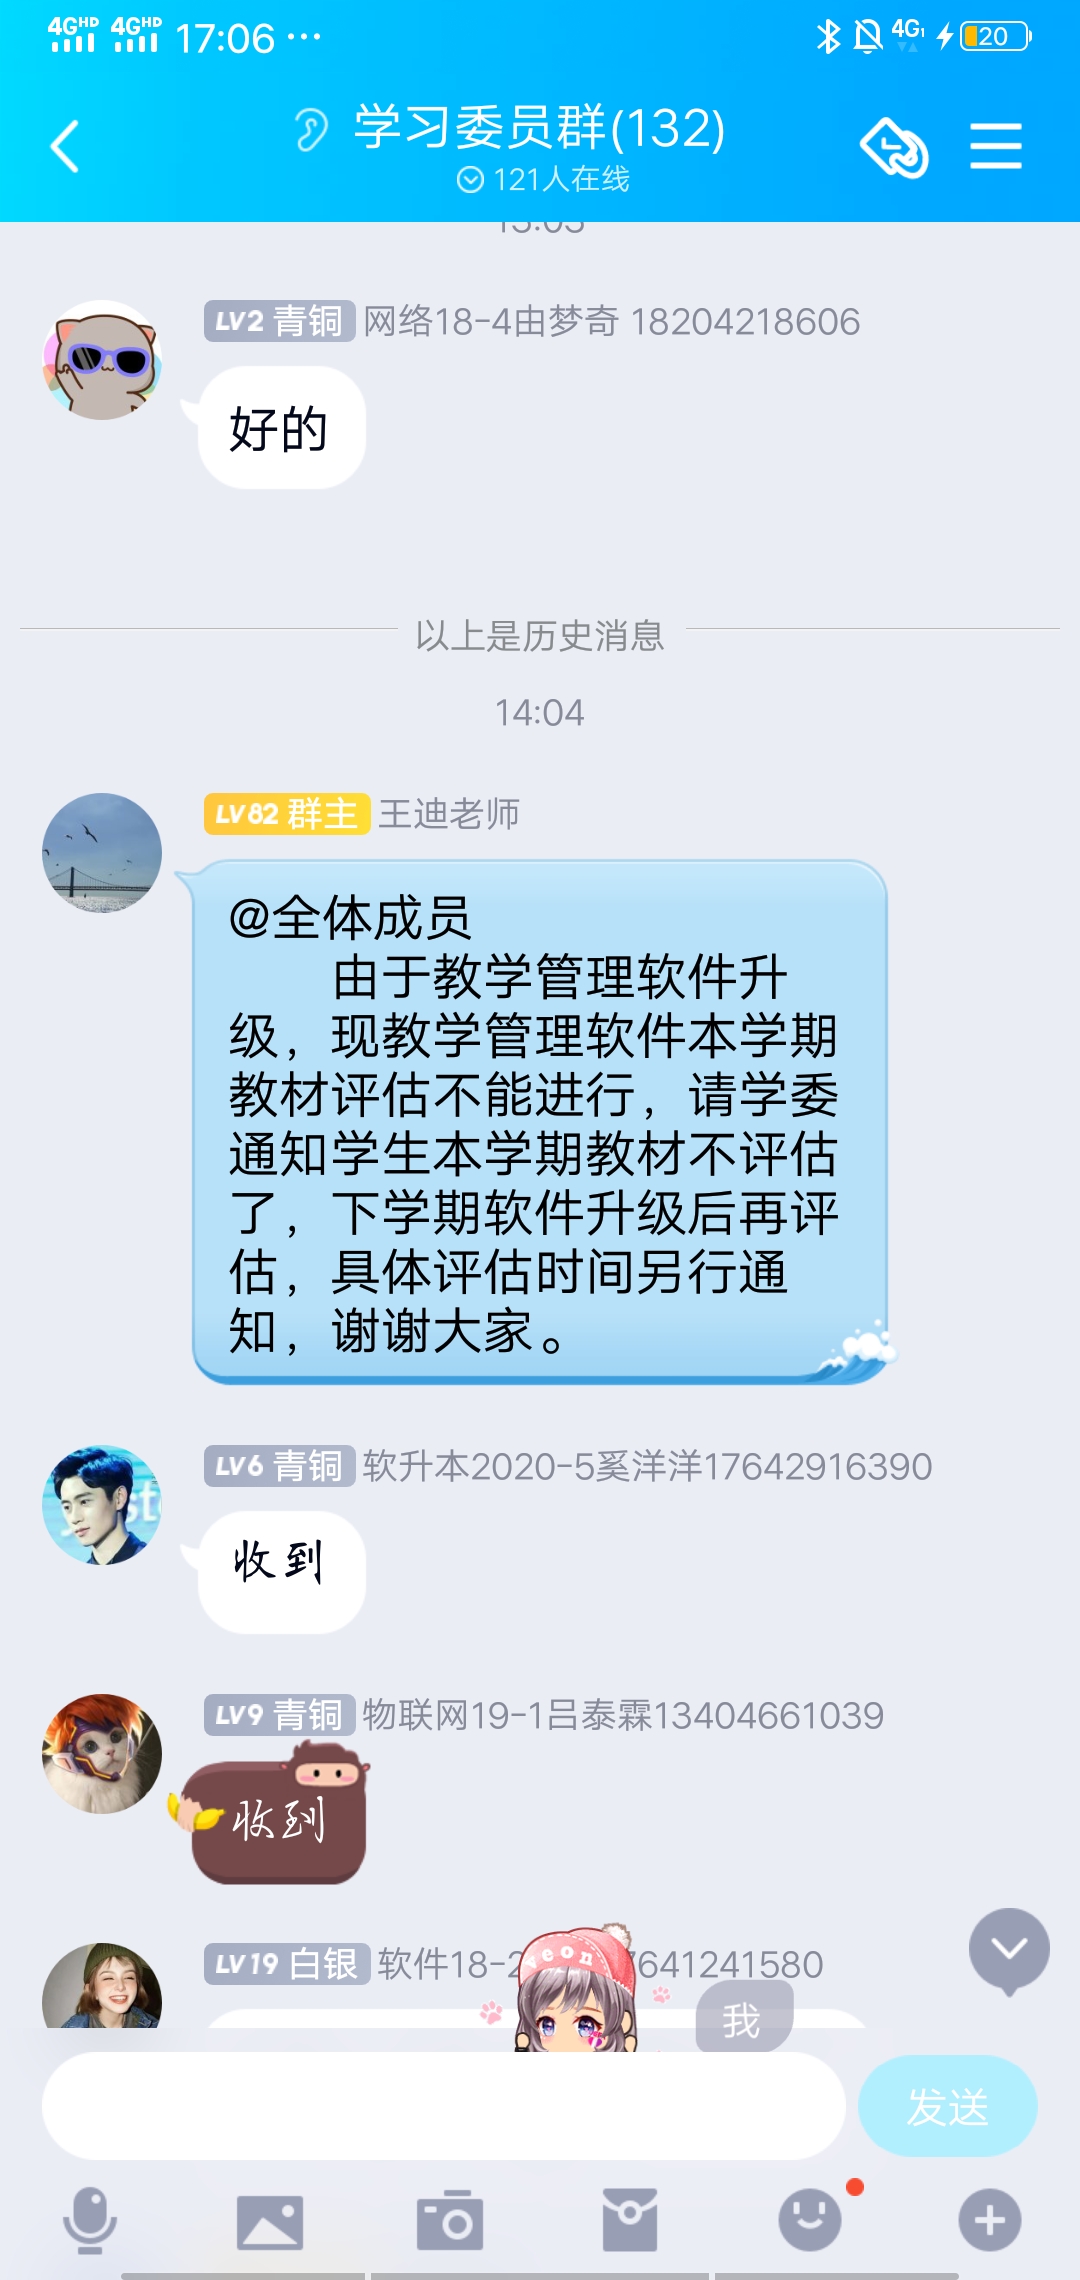 4G HD 4G HD 17:06 ··· 4G 20
学习委员群(132)
121人在线
LV2 青铜 网络18-4由梦奇 18204218606
好的
以上是历史消息
14:04
LV82 群主 王迪老师
@全体成员
由于教学管理软件升
级，现教学管理软件本学期
教材评估不能进行，请学委
通知学生本学期教材不评估
了，下学期软件升级后再评
估，具体评估时间另行通
知，谢谢大家。
LV6 青铜 软升本2020-5奚洋洋17642916390
收到
LV9 青铜 物联网19-1吕泰霖13404661039
收到
LV19 白银 软件18-2 7641241580
veon
我
发送